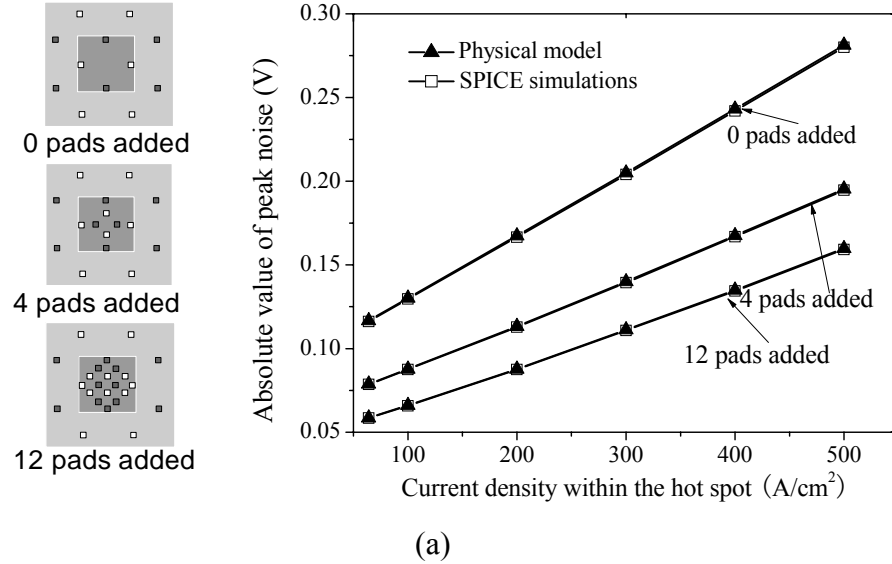 0 pads added
4 pads added
12 pads added
Absolute value of peak noise (V)
0.30
0.25
0.20
0.15
0.10
0.05
Physical model
SPICE simulations
0 pads added
4 pads added
12 pads added
100 200 300 400 500
Current density within the hot spot (A/cm²)
(a)